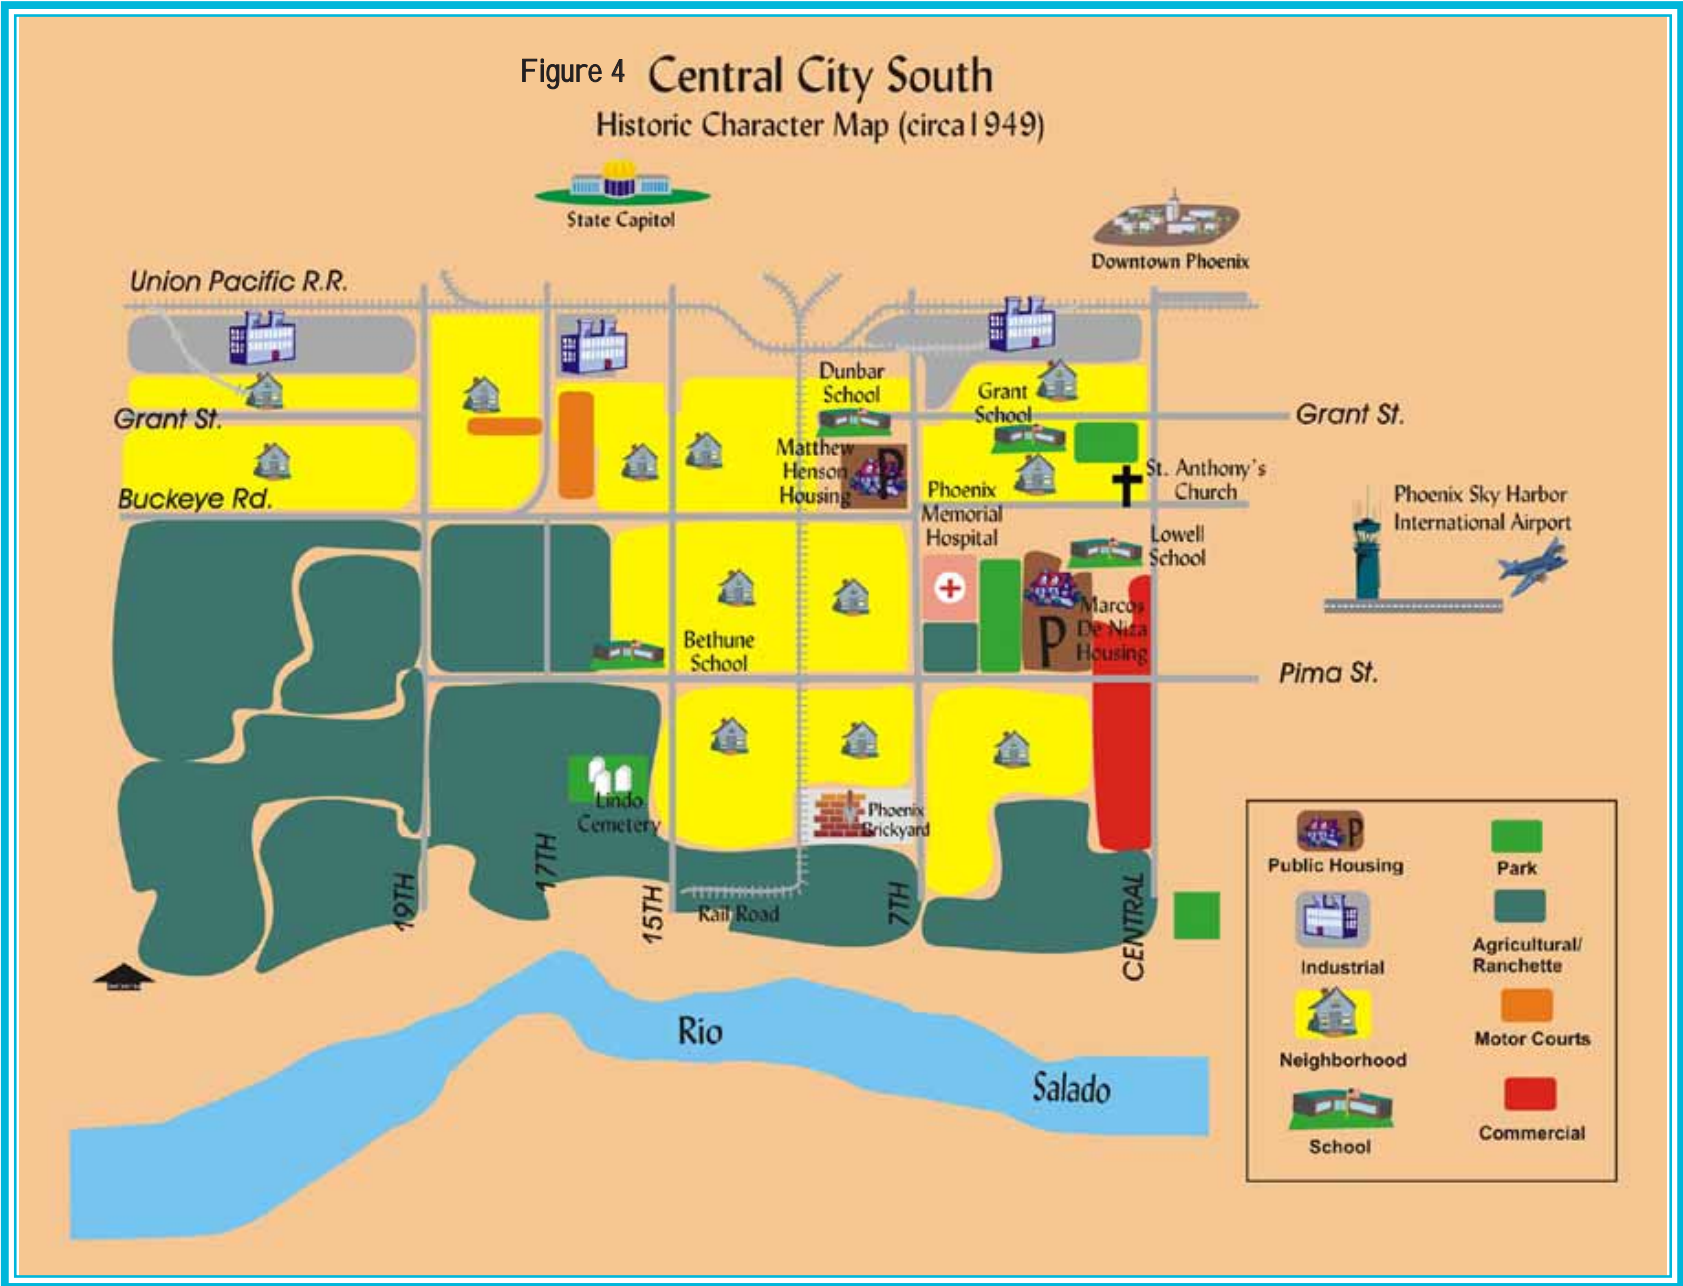 Figure 4 Central City South
Historic Character Map (circa1949)
State Capitol
Downtown Phoenix
Union Pacific R.R.
Dunbar
School
Grant
School
Grant St.
Grant St.
Matthew
Henson
Housing
St. Anthony's
Church
Phoenix Sky Harbor
International Airport
Buckeye Rd.
Phoenix
Memorial
Hospital
Lowell
School
P
Marcos
De Niza
Housing
P
Bethune
School
Pima St.
Lindo
Cemetery
Phoenix
Brickyard
19TH
17TH
15TH
Rail Road
7TH
CENTRAL
Rio
Salado
P
Public Housing
Park
Industrial
Agricultural/
Ranchette
Neighborhood
Motor Courts
School
Commercial